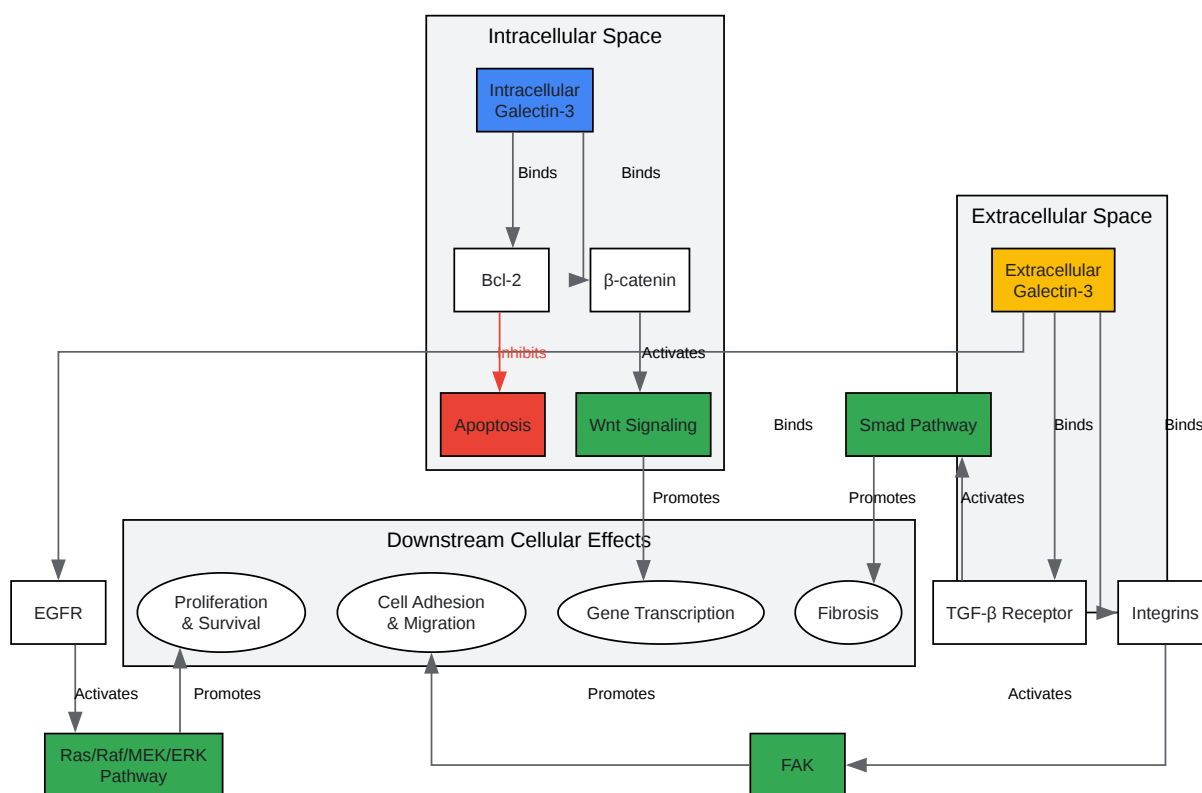 Intracellular Space
Intracellular
Galectin-3
Binds
Binds
Extracellular Space
Extracellular
Galectin-3
Bcl-2
β-catenin
Inhibits
Activates
Apoptosis
Wnt Signaling
Binds
Smad Pathway
Binds
Binds
Promotes
Promotes
Activates
Downstream Cellular Effects
EGFR
Proliferation
& Survival
Cell Adhesion
& Migration
Gene Transcription
Fibrosis
TGF-β Receptor
Integrins
Activates
Promotes
Promotes
Activates
Ras/Raf/MEK/ERK
Pathway
FAK